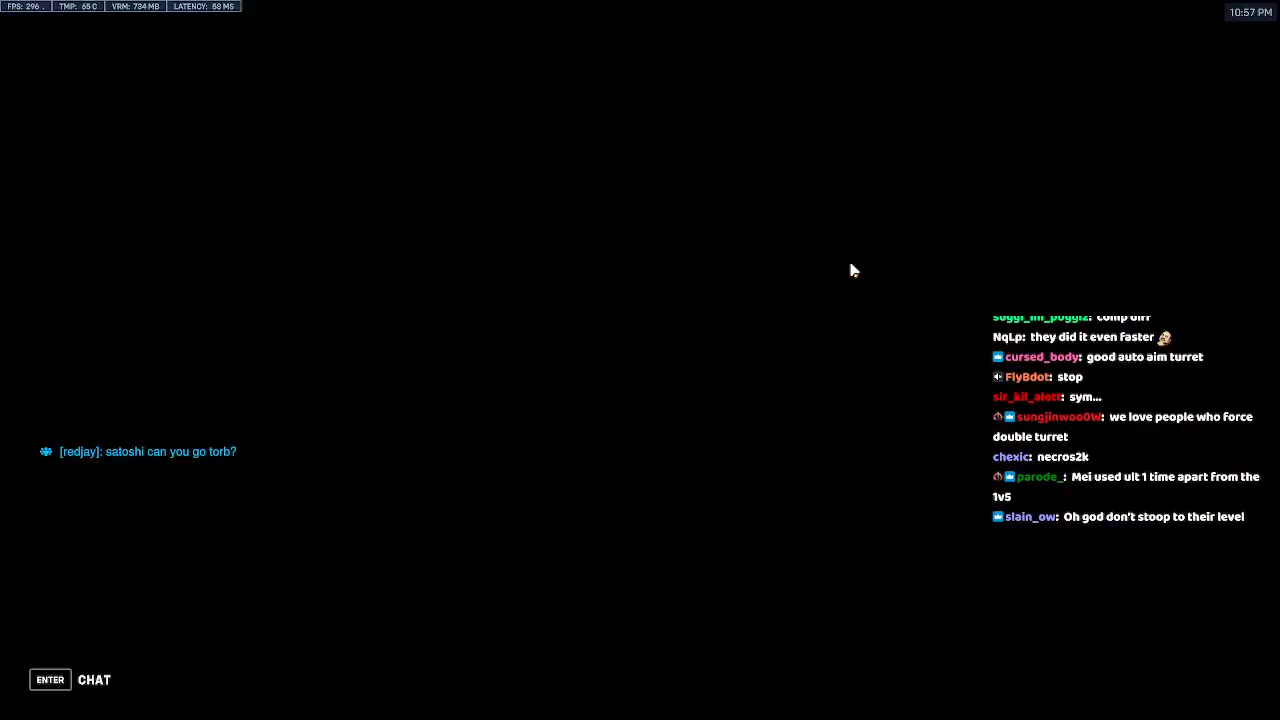 FPS: 296 . TMP: 65 C VRM: 734 MB LATENCY: 58 MS
10:57 PM
NqLp: they did it even faster
cursed_body: good auto aim turret
FlyBdot: stop
sir_kil_alott: sym...
sungjinwoo0W: we love people who force
double turret
[redjay]: satoshi can you go torb?
chexic: necros2k
parode_: Mei used ult 1 time apart from the
1v5
slain_ow: Oh god don't stoop to their level
ENTER CHAT